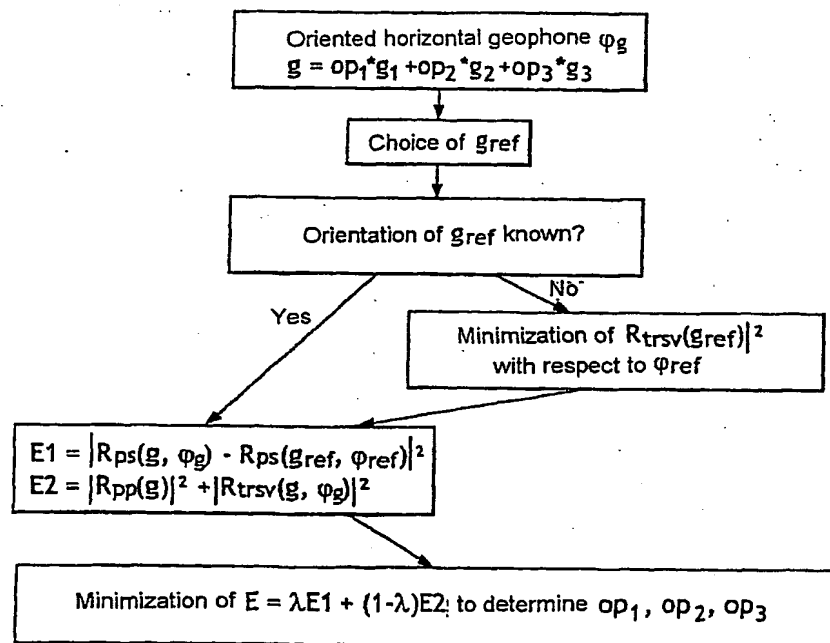 Oriented horizontal geophone φg
g = op₁*g₁ +op₂*g₂+op₃*g₃
Choice of gref
Orientation of gref known?
Yes
No
Minimization of Rtrsv(gref)|²
with respect to φref
E1 = |Rps(g, φg) - Rps(gref, φref)|²
E2 = |Rpp(g)|² +|Rtrsv(g, φg)|²
Minimization of E = λE1 + (1-λ)E2; to determine op₁, op₂, op₃